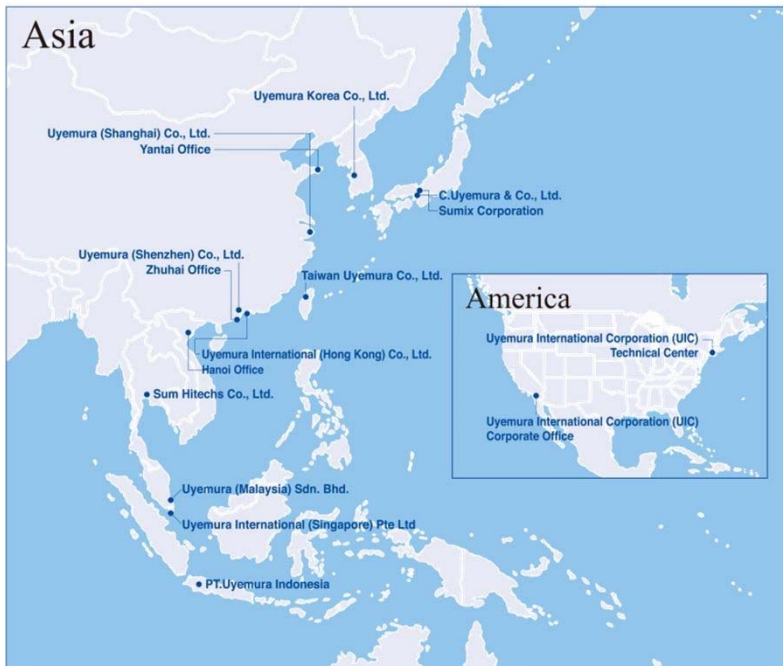 Asia
Uyemura Korea Co., Ltd.
Uyemura (Shanghai) Co., Ltd.
Yantai Office
C.Uyemura & Co., Ltd.
Sumix Corporation
Uyemura (Shenzhen) Co., Ltd.
Zhuhai Office
Taiwan Uyemura Co., Ltd.
Uyemura International (Hong Kong) Co., Ltd.
Hanoi Office
Sum Hitechs Co., Ltd.
Uyemura (Malaysia) Sdn. Bhd.
Uyemura International (Singapore) Pte Ltd
PT.Uyemura Indonesia
America
Uyemura International Corporation (UIC)
Technical Center
Uyemura International Corporation (UIC)
Corporate Office